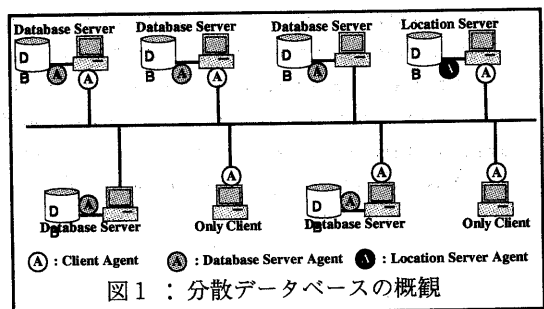 Database Server Database Server Database Server Location Server
D B A A D B A A D B A D B A A
A A A
D B A Database Server Only Client D B A Database Server Only Client
A : Client Agent A : Database Server Agent A : Location Server Agent
図1 : 分散データベースの概観